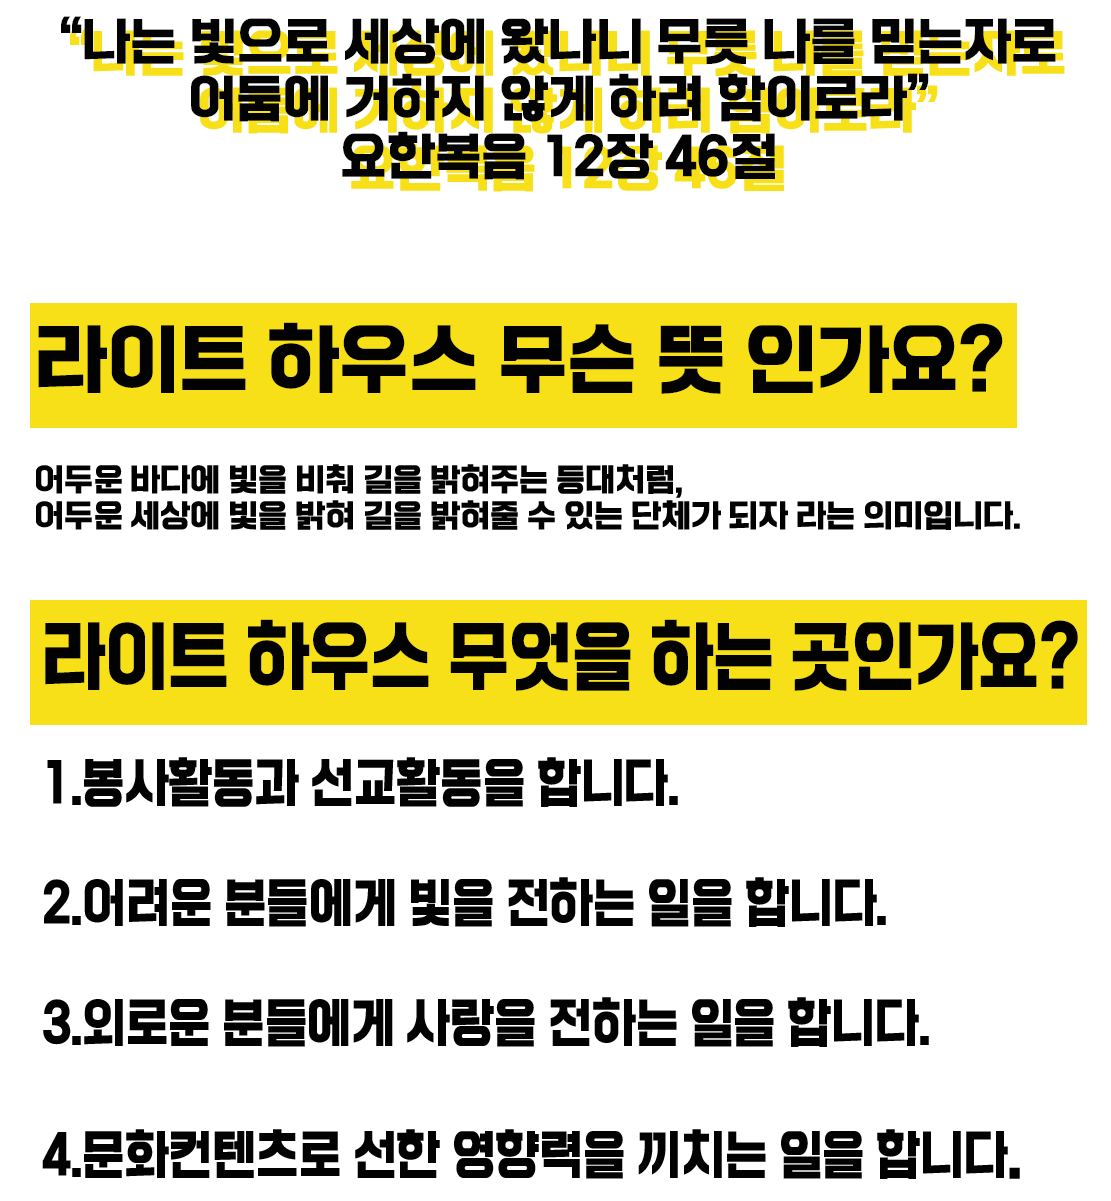 “나는 빛으로 세상에 왔나니 무릇 나를 믿는자로
어둠에 거하지 않게 하려 함이로라”
요한복음 12장 46절
라이트 하우스 무슨 뜻 인가요?
어두운 바다에 빛을 비춰 길을 밝혀주는 등대처럼,
어두운 세상에 빛을 밝혀 길을 밝혀줄 수 있는 단체가 되자 라는 의미입니다.
라이트 하우스 무엇을 하는 곳인가요?
1.봉사활동과 선교활동을 합니다.
2.어려운 분들에게 빛을 전하는 일을 합니다.
3.외로운 분들에게 사랑을 전하는 일을 합니다.
4.문화컨텐츠로 선한 영향력을 끼치는 일을 합니다.